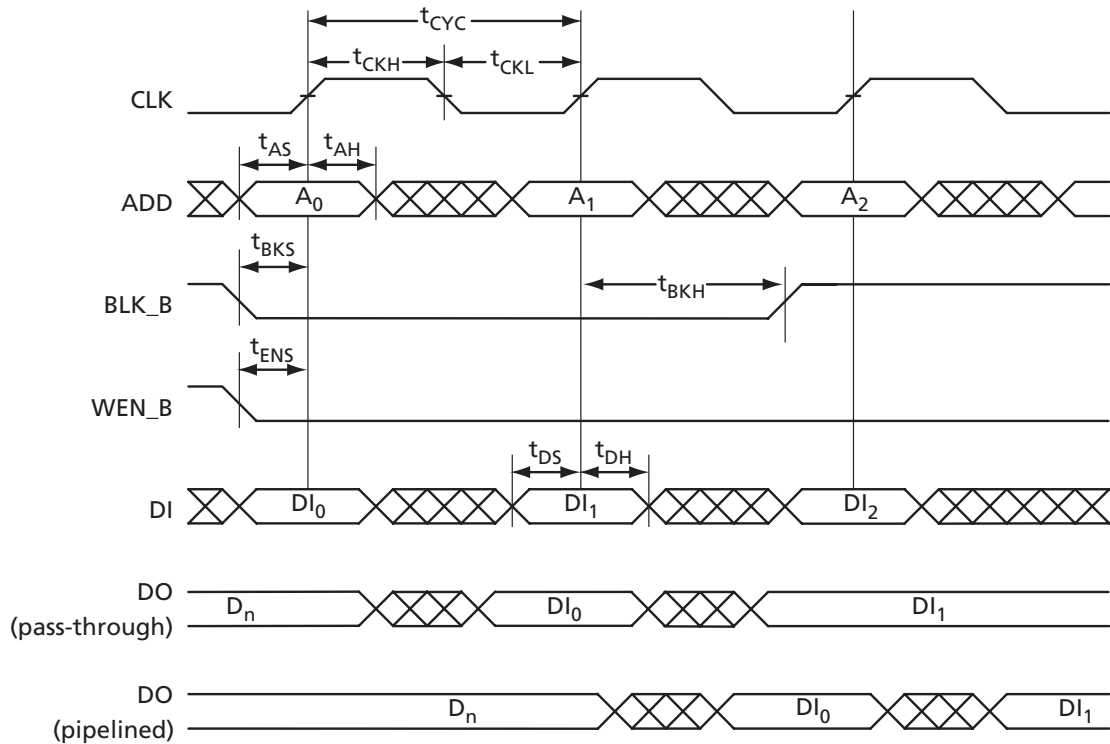 tCYC
tCKH tCKL
CLK
tAS tAH
ADD A0 A1 A2
tBKS
tBKH
BLK_B
tENS
WEN_B
tDS tDH
DI DI0 DI1 DI2
DO
(pass-through) Dn DI0 DI1
DO
(pipelined) Dn DI0 DI1